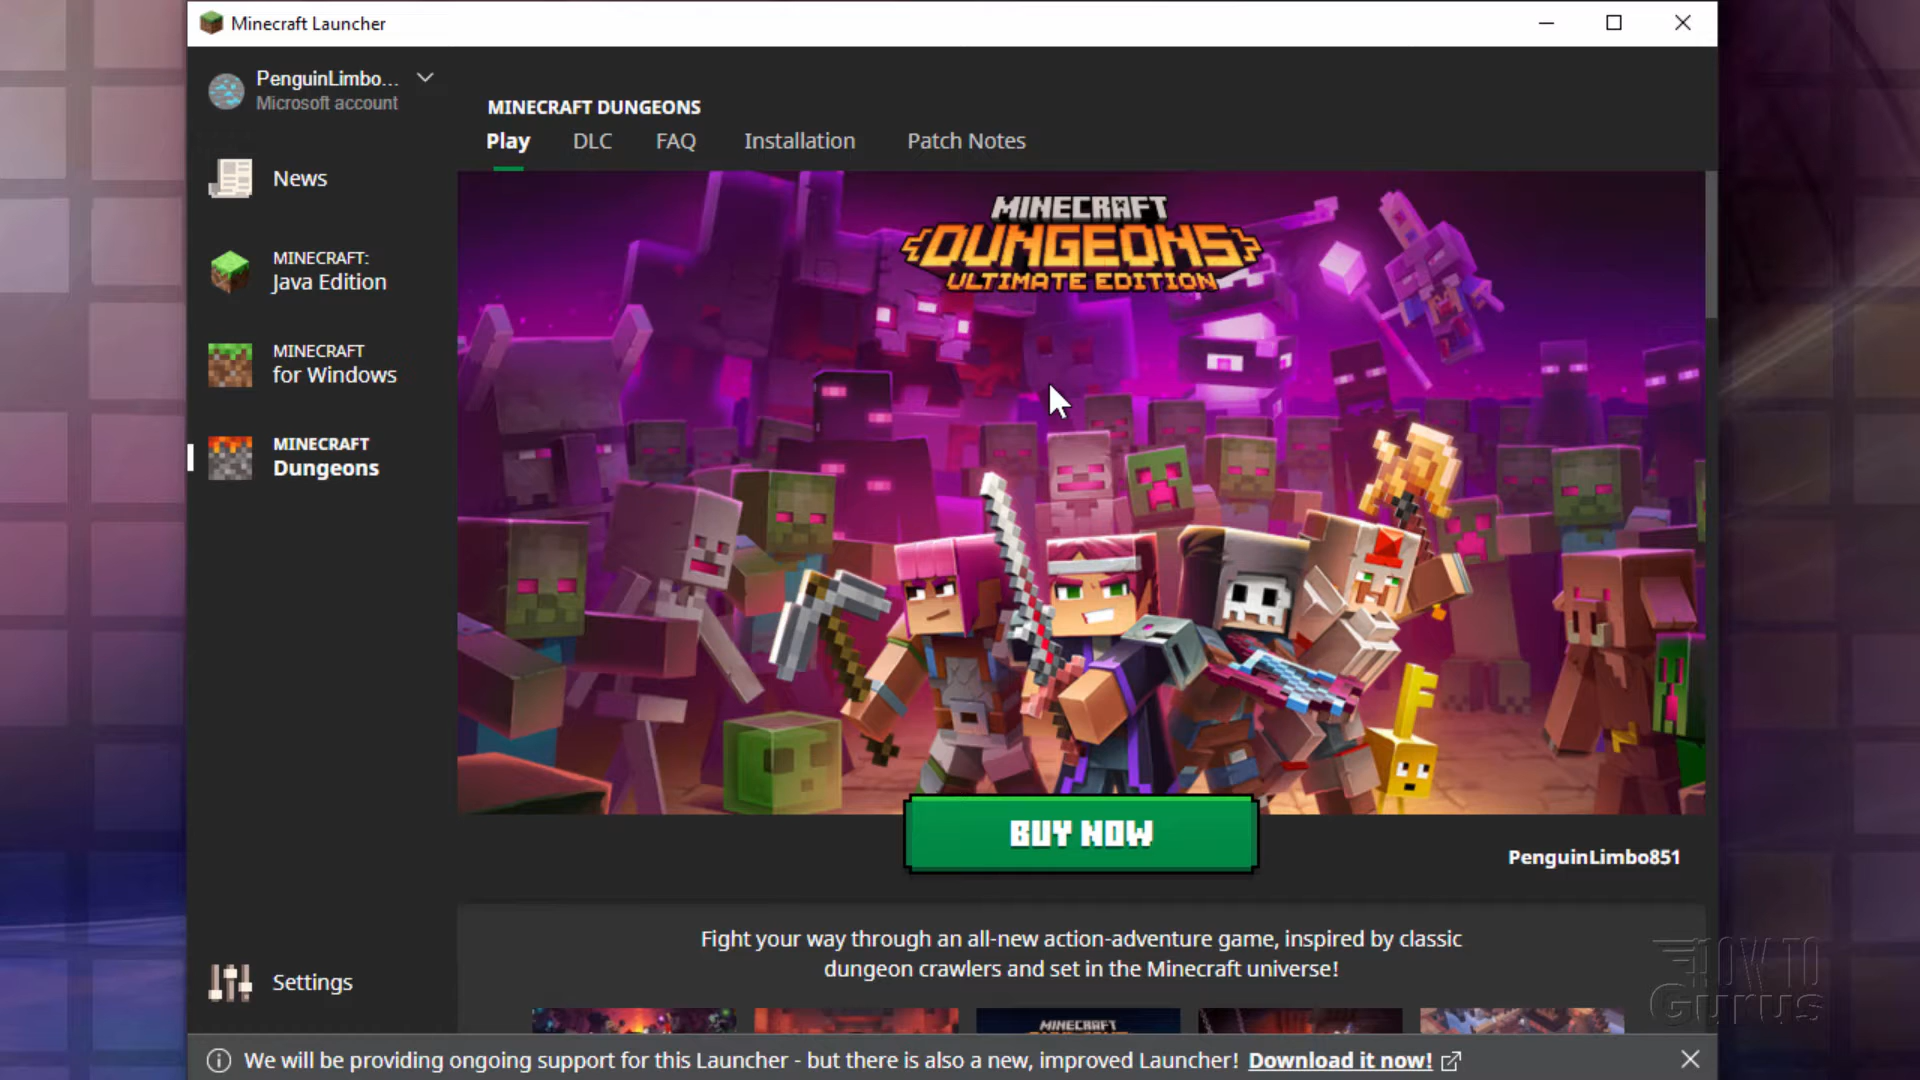 Minecraft Launcher
PenguinLimbo...
Microsoft account
News
MINECRAFT:
Java Edition
MINECRAFT
for Windows
MINECRAFT
Dungeons
Settings
MINECRAFT DUNGEONS
Play DLC FAQ Installation Patch Notes
MINECRAFT
DUNGEONS
ULTIMATE EDITION
BUY NOW
PenguinLimbo851
Fight your way through an all-new action-adventure game, inspired by classic
dungeon crawlers and set in the Minecraft universe!
MINECRAFT
HOW TO
GURUS
We will be providing ongoing support for this Launcher - but there is also a new, improved Launcher! Download it now!